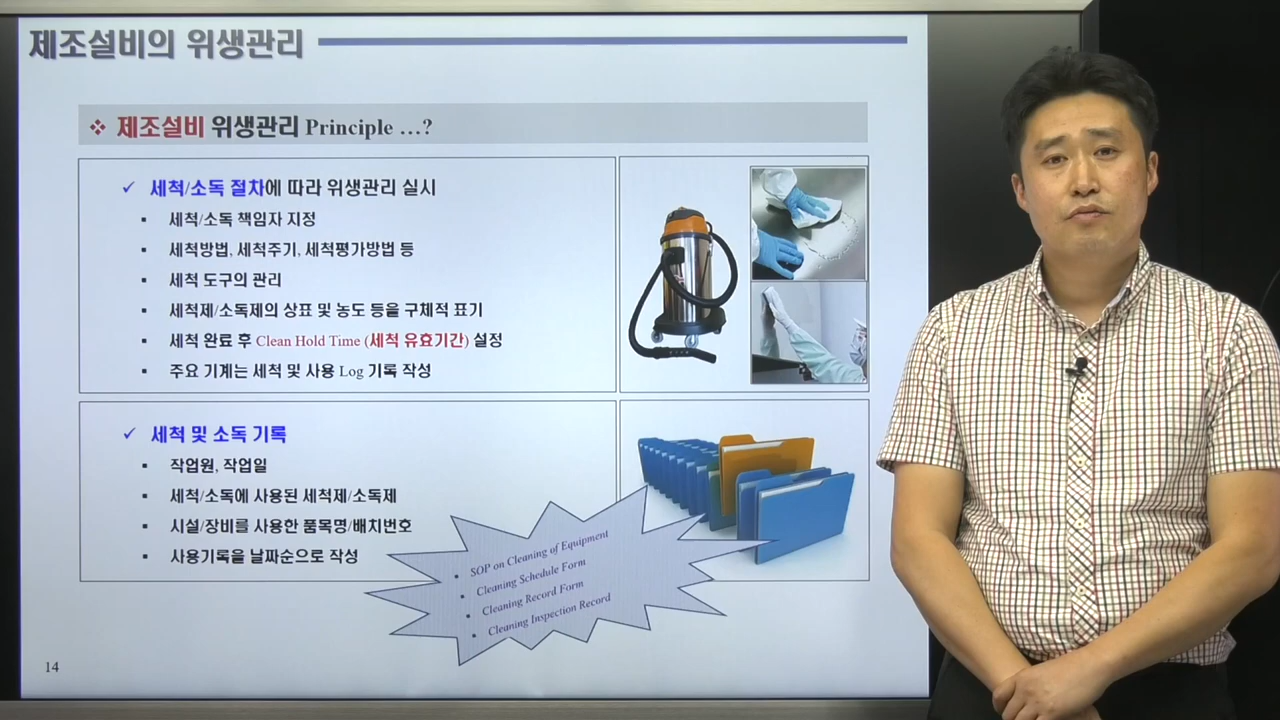 제조설비의 위생관리
❖ 제조설비 위생관리 Principle …?
✓ 세척/소독 절차에 따라 위생관리 실시
▪ 세척/소독 책임자 지정
▪ 세척방법, 세척주기, 세척평가방법 등
▪ 세척 도구의 관리
▪ 세척제/소독제의 상표 및 농도 등을 구체적 표기
▪ 세척 완료 후 Clean Hold Time (세척 유효기간) 설정
▪ 주요 기계는 세척 및 사용 Log 기록 작성
✓ 세척 및 소독 기록
▪ 작업원, 작업일
▪ 세척/소독에 사용된 세척제/소독제
▪ 시설/장비를 사용한 품목명/배치번호
▪ 사용기록을 날짜순으로 작성
• SOP on Cleaning of Equipment
• Cleaning Schedule Form
• Cleaning Record Form
• Cleaning Inspection Record
14